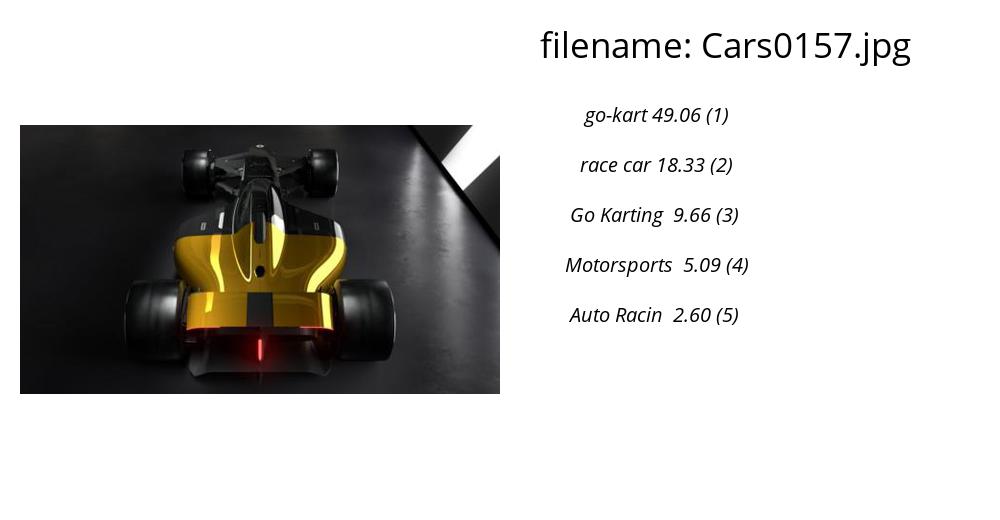 filename: Cars0157.jpg
go-kart 49.06 (1)
race car 18.33 (2)
Go Karting 9.66 (3)
Motorsports 5.09 (4)
Auto Racin 2.60 (5)